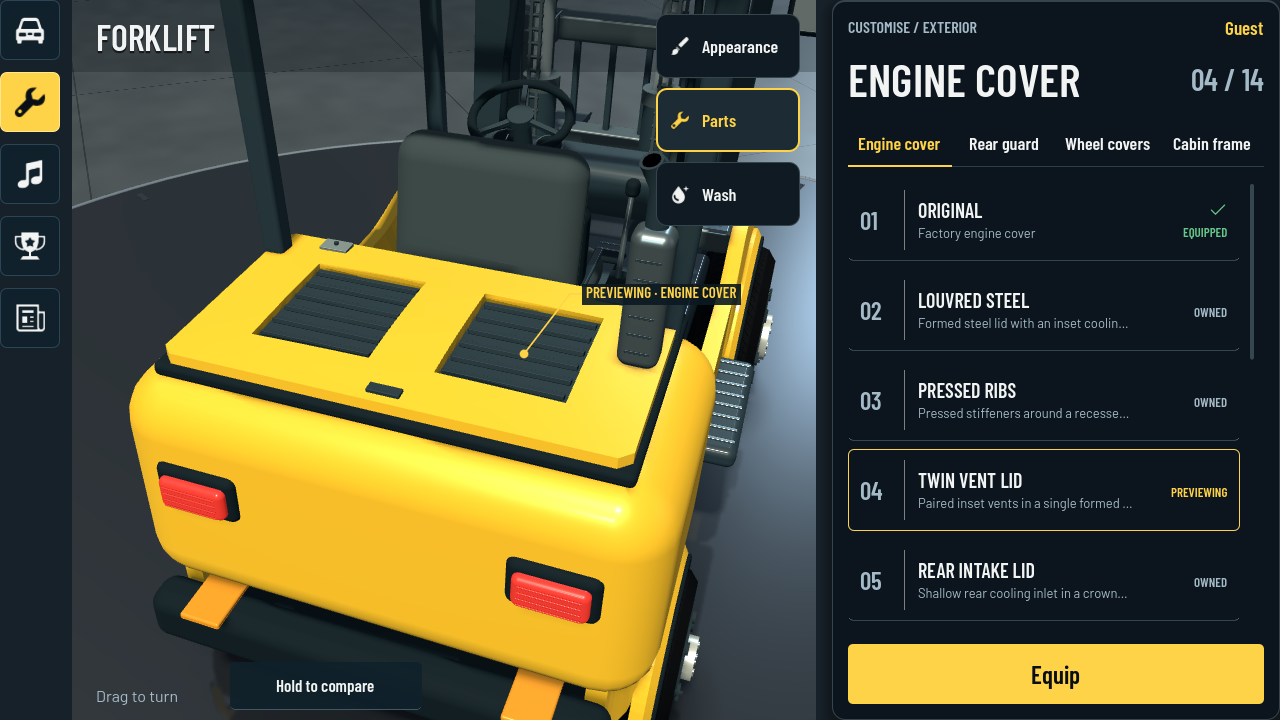 FORKLIFT
Appearance
Parts
Wash
PREVIEWING · ENGINE COVER
Drag to turn
Hold to compare
CUSTOMISE / EXTERIOR
Guest
ENGINE COVER
04 / 14
Engine cover
Rear guard
Wheel covers
Cabin frame
01
ORIGINAL
Factory engine cover
EQUIPPED
02
LOUVRED STEEL
Formed steel lid with an inset coolin...
OWNED
03
PRESSED RIBS
Pressed stiffeners around a recesse...
OWNED
04
TWIN VENT LID
Paired inset vents in a single formed ...
PREVIEWING
05
REAR INTAKE LID
Shallow rear cooling inlet in a crown...
OWNED
Equip